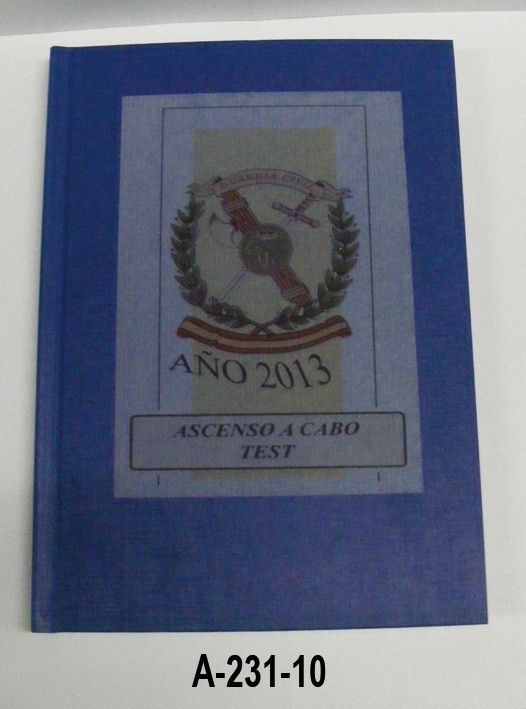 GUARDIA CIVIL
AÑO 2013
ASCENSO A CABO
TEST
A-231-10